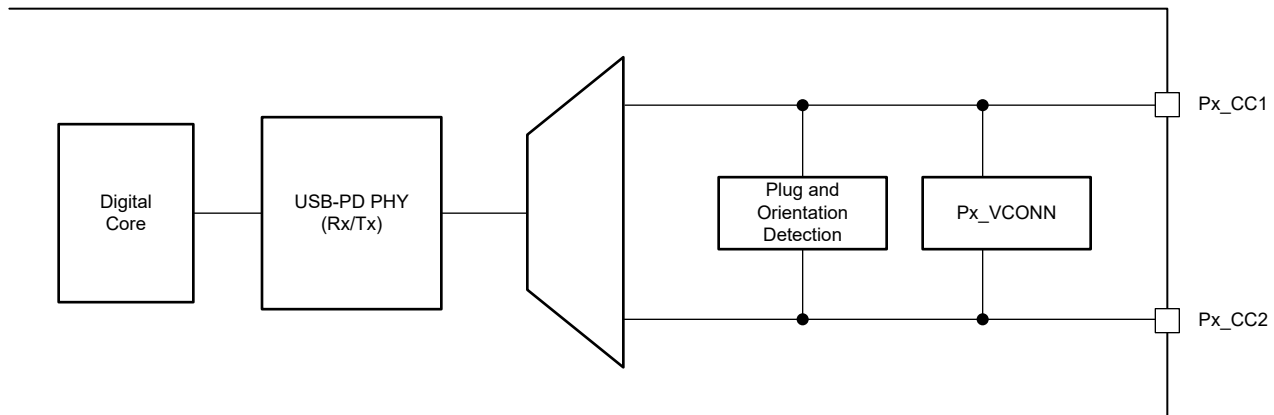 Digital
Core
USB-PD PHY
(Rx/Tx)
Plug and
Orientation
Detection
Px_VCONN
Px_CC1
Px_CC2